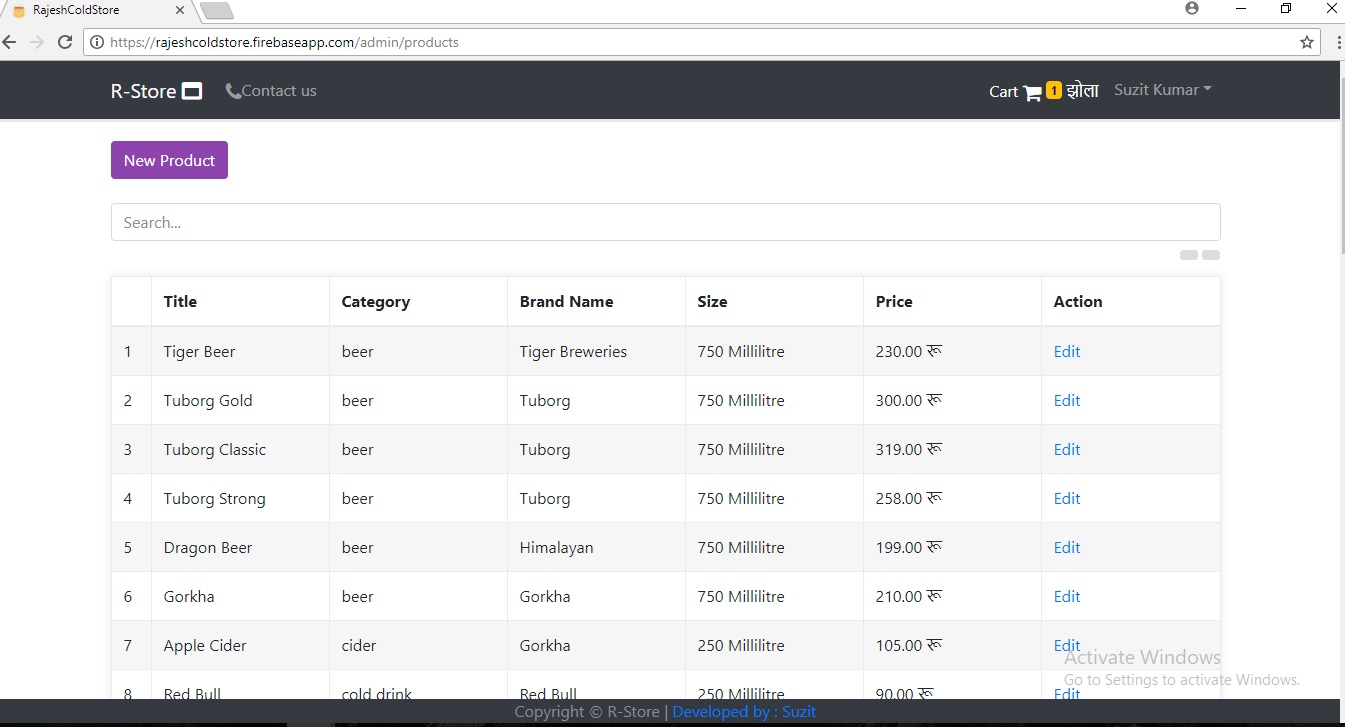 RajeshColdStore
https://rajeshcoldstore.firebaseapp.com/admin/products
R-Store Contact us Cart 1 झोला Suzit Kumar
New Product
Search...
Title Category Brand Name Size Price Action
1 Tiger Beer beer Tiger Breweries 750 Millilitre 230.00 रू Edit
2 Tuborg Gold beer Tuborg 750 Millilitre 300.00 रू Edit
3 Tuborg Classic beer Tuborg 750 Millilitre 319.00 रू Edit
4 Tuborg Strong beer Tuborg 750 Millilitre 258.00 रू Edit
5 Dragon Beer beer Himalayan 750 Millilitre 199.00 रू Edit
6 Gorkha beer Gorkha 750 Millilitre 210.00 रू Edit
7 Apple Cider cider Gorkha 250 Millilitre 105.00 रू Edit
Activate Windows
Go to Settings to activate Windows.
8 Red Bull cold drink Red Bull 250 Millilitre 90.00 रू Edit
Copyright © R-Store | Developed by : Suzit